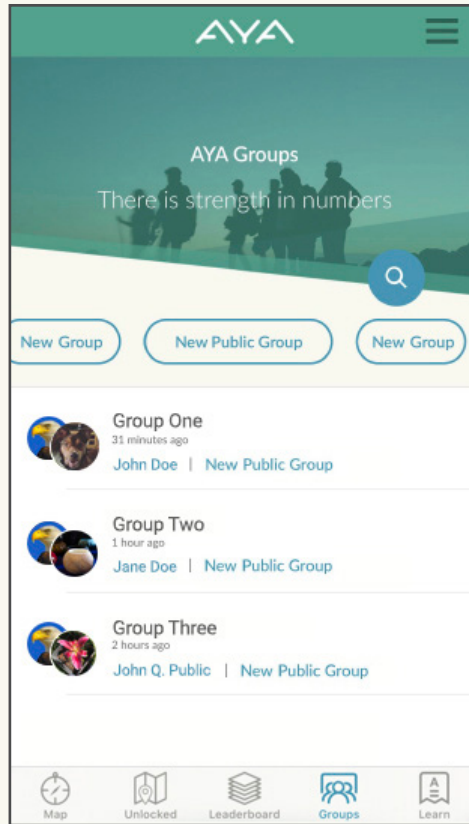 AYA
AYA Groups
There is strength in numbers
New Group
New Public Group
New Group
Group One
31 minutes ago
John Doe | New Public Group
Group Two
1 hour ago
Jane Doe | New Public Group
Group Three
2 hours ago
John Q. Public | New Public Group
A
Map
Unlocked
Leaderboard
Groups
Learn